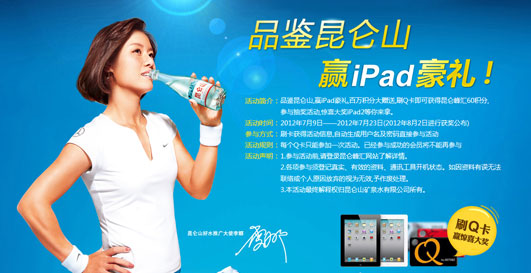 品鉴昆仑山
赢iPad豪礼！
活动简介：品鉴昆仑山,赢iPad豪礼,百万积分大赠送,刷Q卡即可获得昆仑峰汇60积分,
参与抽奖活动,惊喜大奖iPad2等你来拿。
活动时间：2012年7月9日——2012年7月23日(2012年8月2日进行获奖公布)
参与方式：刷卡获得活动信息,自动生成用户名及密码直接参与活动
活动规则：每个Q卡只能参加一次活动。已经参与成功的会员将不能再参与
活动声明：1.参与活动前,请登录昆仑峰汇网站了解详情。
2.各项参与须登记真实、有效的资料、通讯工具开机状态。如因资料有误无法
联络或个人原因放弃的视为无效,予作废处理。
3.本活动最终解释权归昆仑山矿泉水有限公司所有。
昆仑山好水推广大使李娜
刷Q卡
赢惊喜大奖
Q